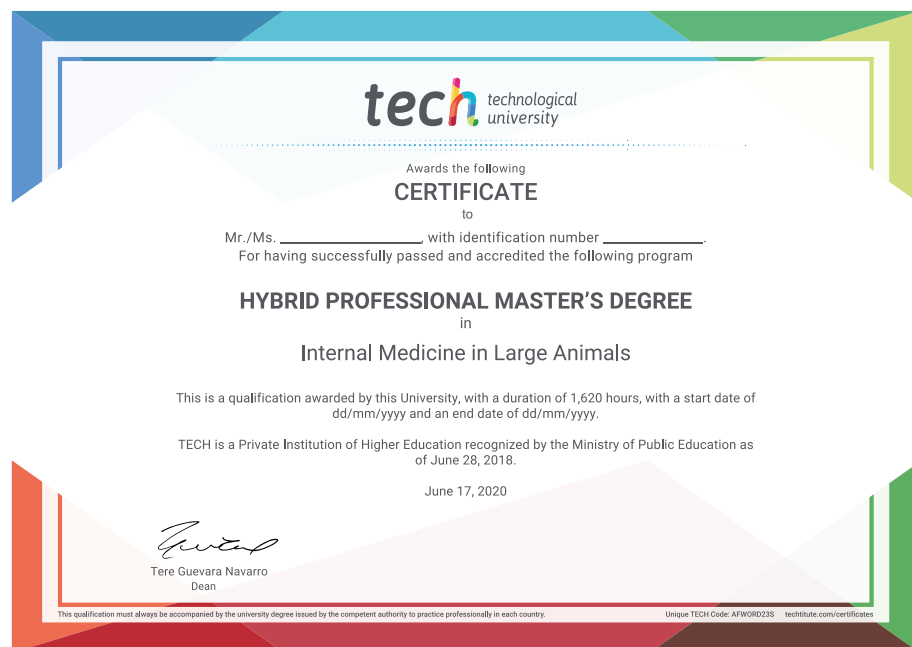 tech technological
university
Awards the following
CERTIFICATE
to
Mr./Ms. ____________________, with identification number ______________.
For having successfully passed and accredited the following program
HYBRID PROFESSIONAL MASTER'S DEGREE
in
Internal Medicine in Large Animals
This is a qualification awarded by this University, with a duration of 1,620 hours, with a start date of
dd/mm/yyyy and an end date of dd/mm/yyyy.
TECH is a Private Institution of Higher Education recognized by the Ministry of Public Education as
of June 28, 2018.
June 17, 2020
Tere Guevara Navarro
Dean
This qualification must always be accompanied by the university degree issued by the competent authority to practice professionally in each country. Unique TECH Code: AFWORD23S techtitute.com/certificates